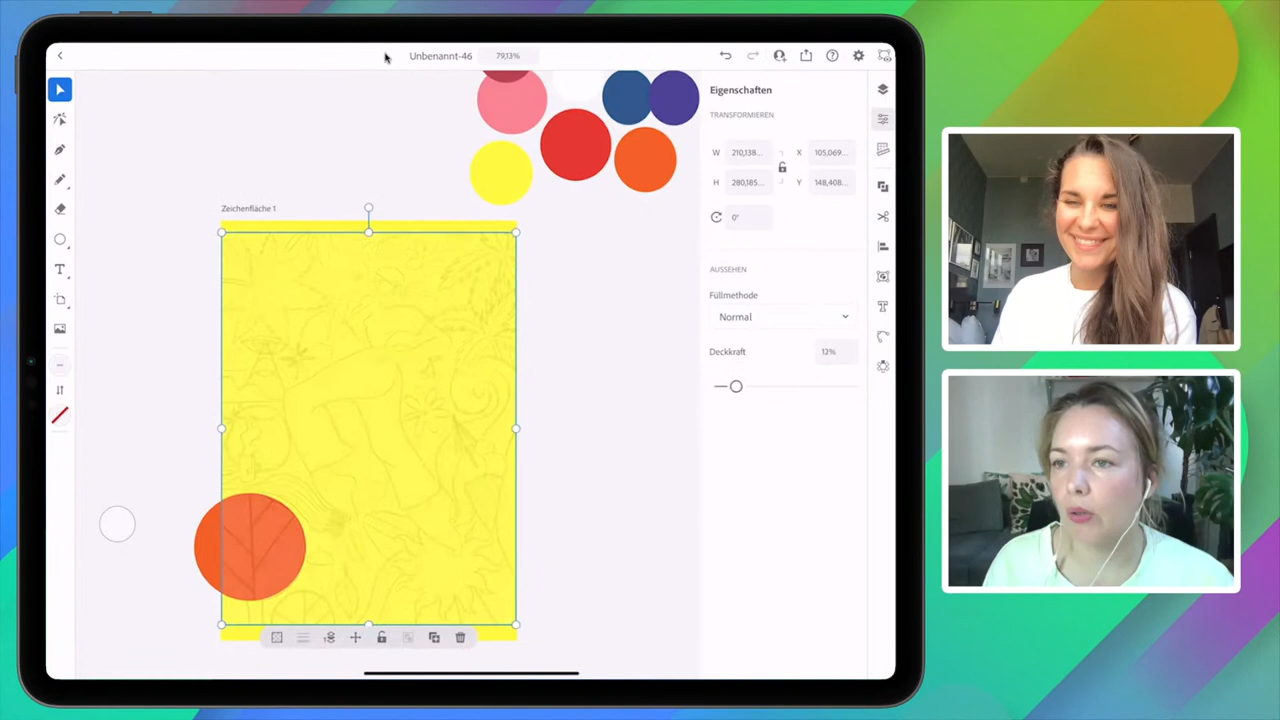 Unbenannt-46
79,13%
Eigenschaften
TRANSFORMIEREN
W 210,138... X 105,069...
H 280,185... Y 148,408...
0°
Zeichenfläche 1
AUSSEHEN
Füllmethode
Normal
Deckkraft 12%